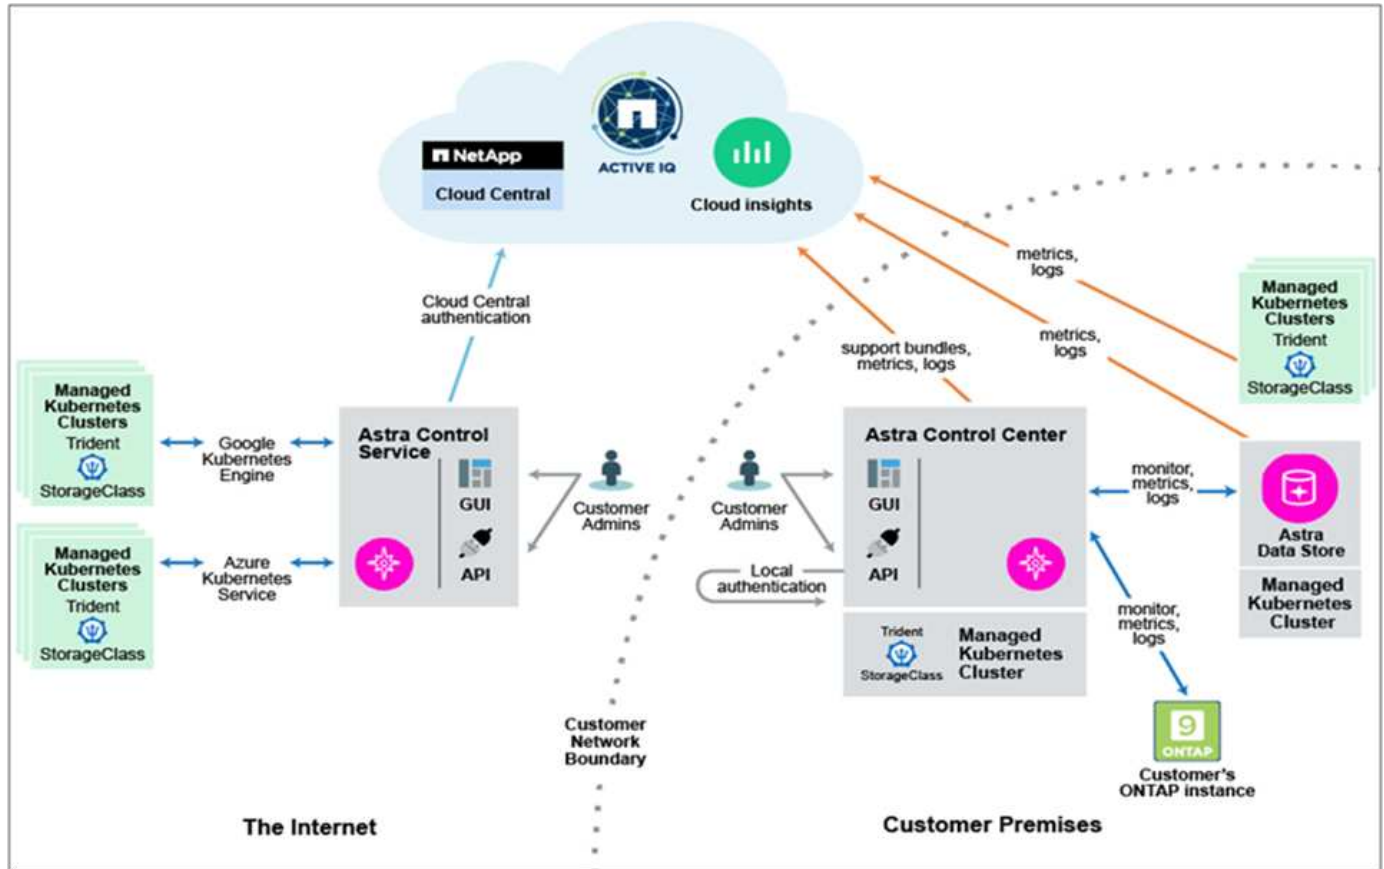 NetApp
Cloud Central
ACTIVE IQ
Cloud insights
Cloud Central
authentication
metrics,
logs
metrics,
logs
support bundles,
metrics, logs
Managed
Kubernetes
Clusters
Trident
StorageClass
Managed
Kubernetes
Clusters
Trident
StorageClass
Google
Kubernetes
Engine
Managed
Kubernetes
Clusters
Trident
StorageClass
Azure
Kubernetes
Service
Astra Control
Service
GUI
API
Customer
Admins
Customer
Admins
Astra Control Center
GUI
API
Local
authentication
Trident
StorageClass
Managed
Kubernetes
Cluster
monitor,
metrics,
logs
Astra
Data Store
Managed
Kubernetes
Cluster
monitor,
metrics,
logs
9
ONTAP
Customer's
ONTAP instance
Customer
Network
Boundary
The Internet
Customer Premises